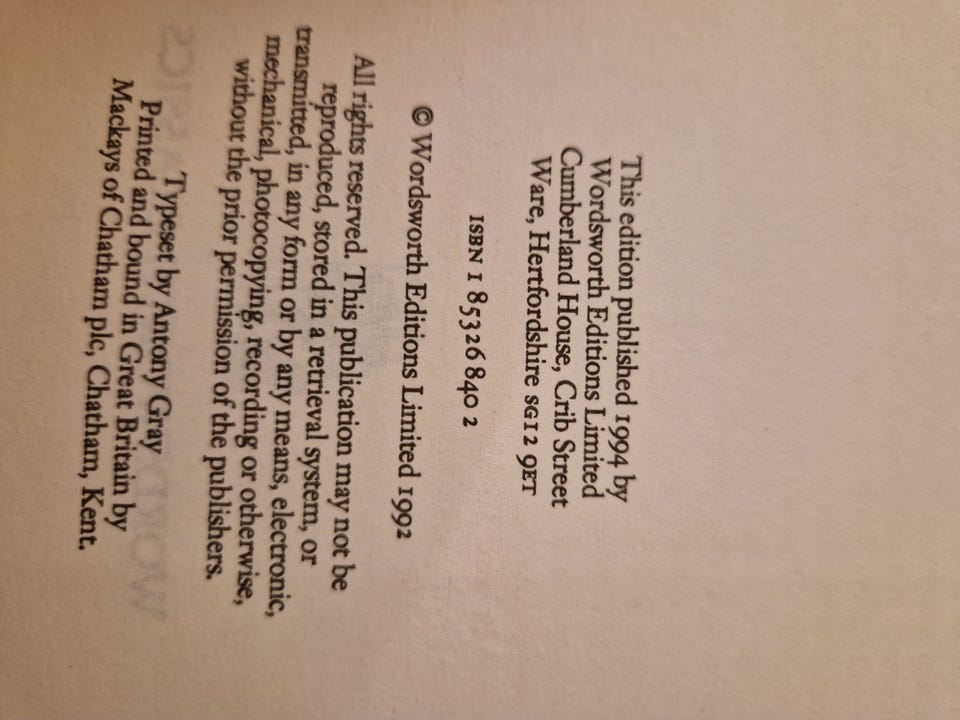 This edition published 1994 by
Wordsworth Editions Limited
Cumberland House, Crib Street
Ware, Hertfordshire SG12 9ET
ISBN 1 85326 840 2
© Wordsworth Editions Limited 1992
All rights reserved. This publication may not be
reproduced, stored in a retrieval system, or
transmitted, in any form or by any means, electronic,
mechanical, photocopying, recording or otherwise,
without the prior permission of the publishers.
Typeset by Antony Gray
Printed and bound in Great Britain by
Mackays of Chatham plc, Chatham, Kent.